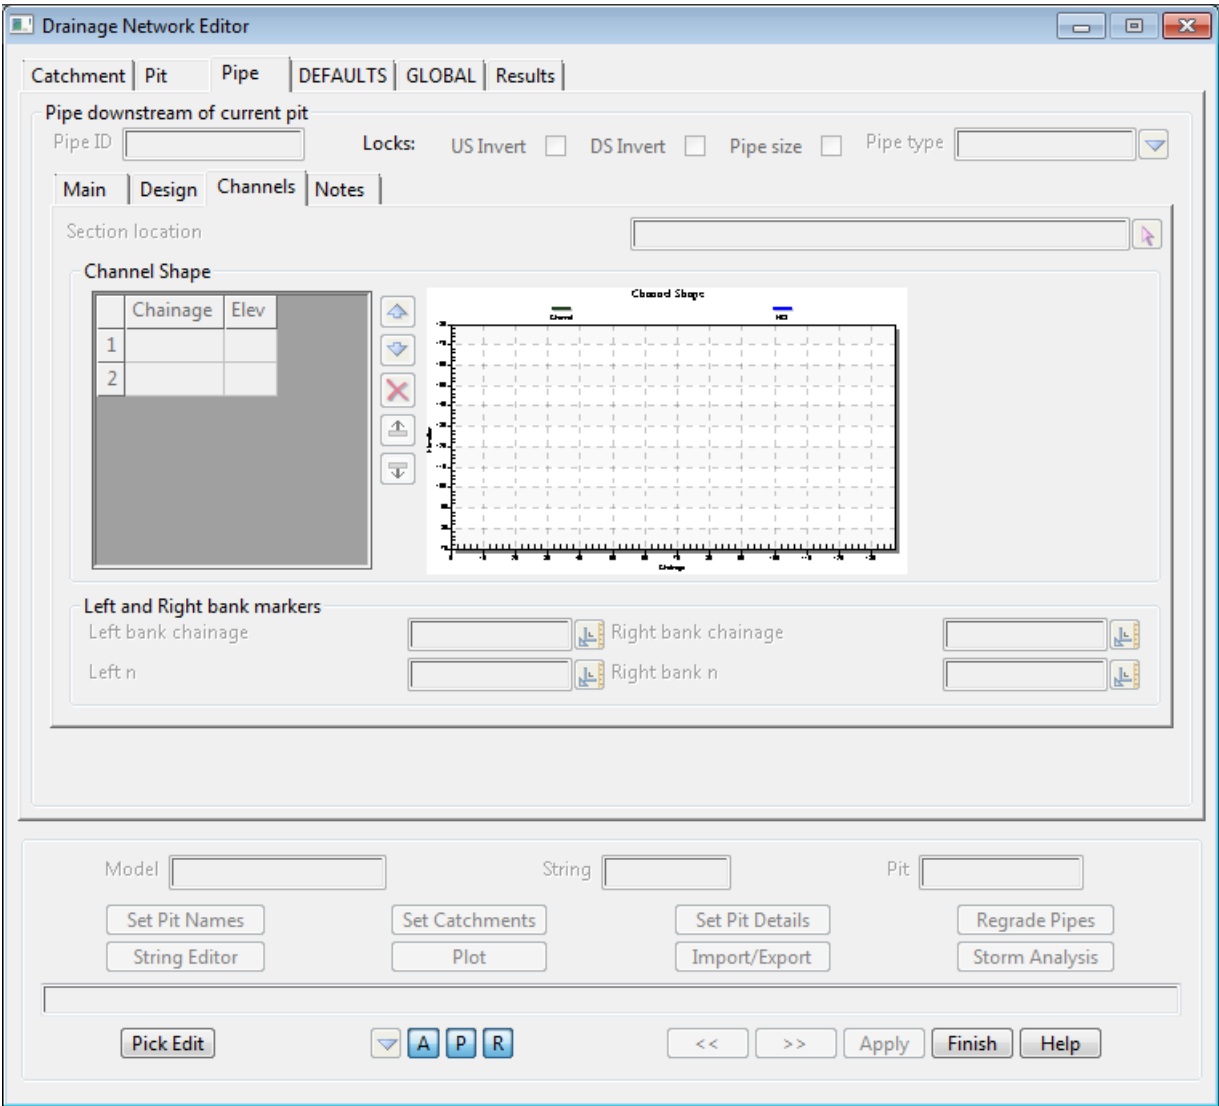 Drainage Network Editor
Catchment Pit Pipe DEFAULTS GLOBAL Results
Pipe downstream of current pit
Pipe ID Locks: US Invert DS Invert Pipe size Pipe type
Main Design Channels Notes
Section location
Channel Shape
Channel Shape
Chainage Elev
1
2
Chainage
Left and Right bank markers
Left bank chainage Right bank chainage
Left n Right bank n
Model String Pit
Set Pit Names Set Catchments Set Pit Details Regrade Pipes
String Editor Plot Import/Export Storm Analysis
Pick Edit A P R << >> Apply Finish Help